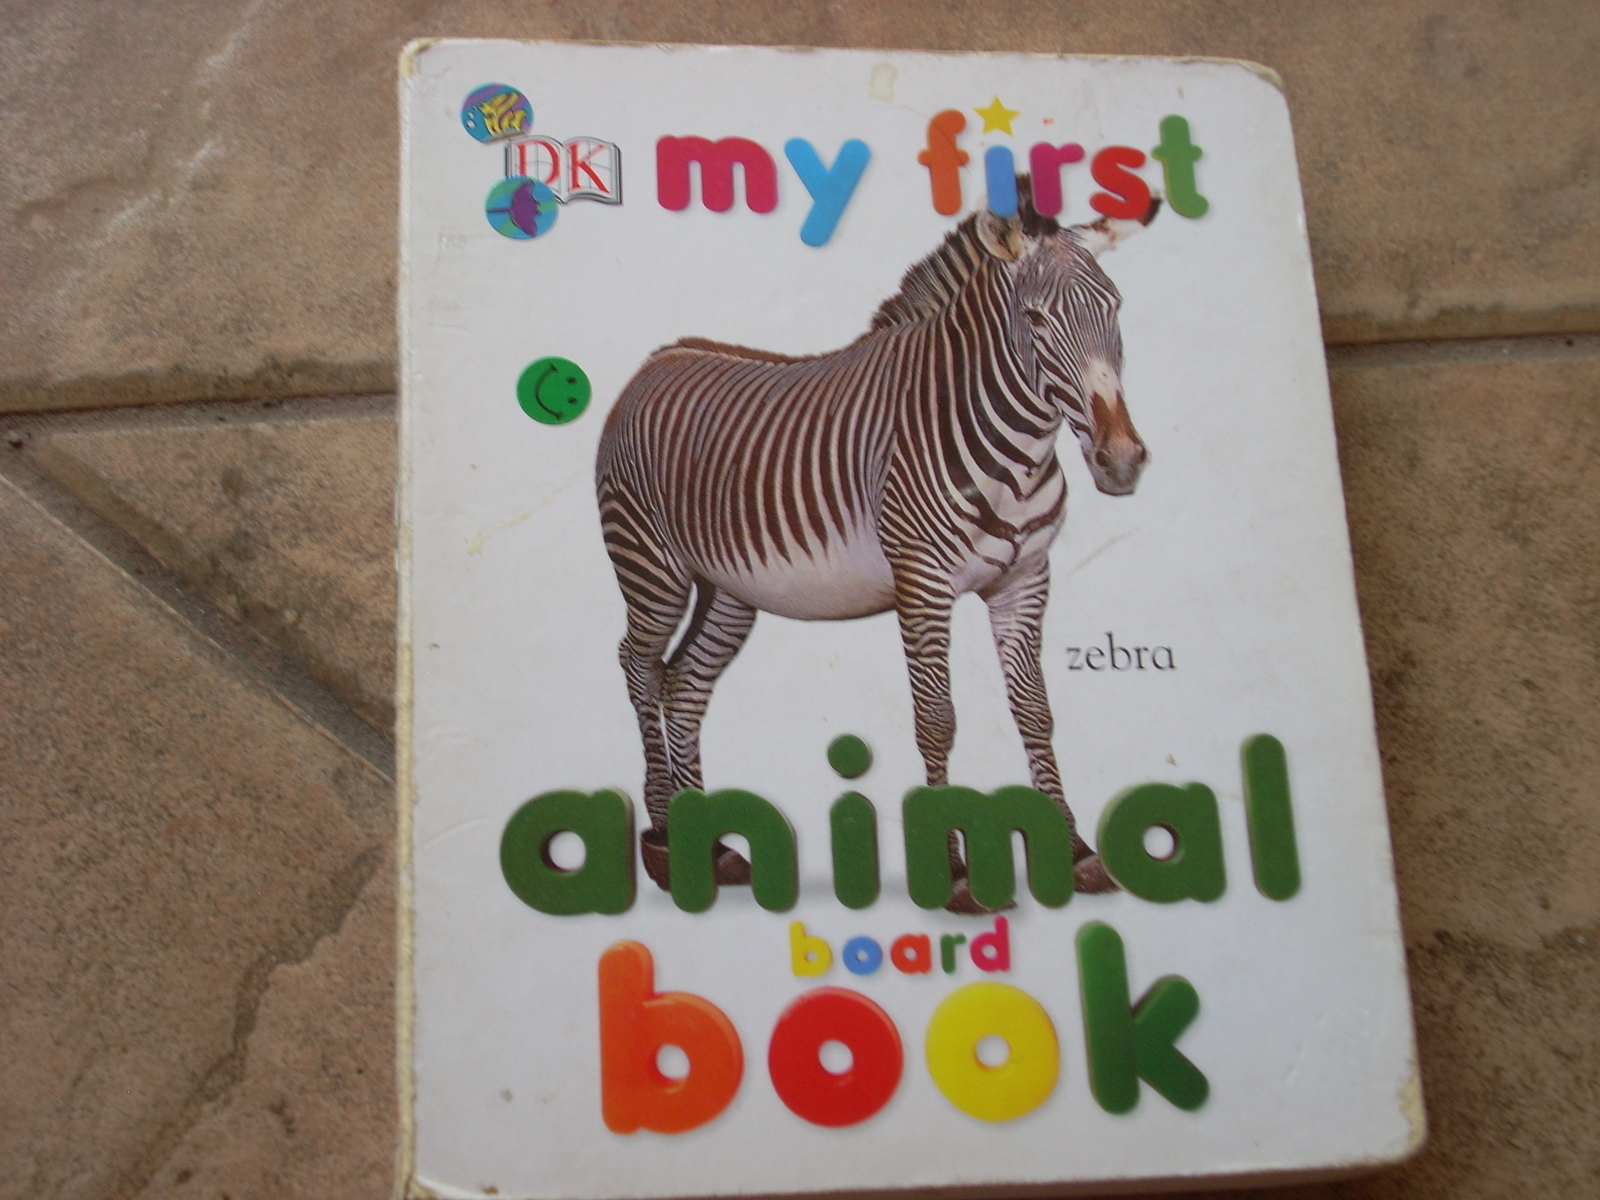 DK my first
zebra
animal
board
book